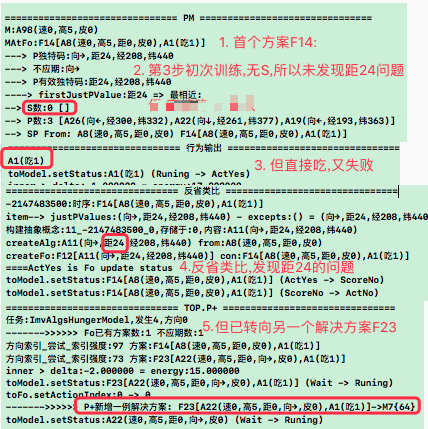 ============================ PM ============================
M:A98(速0,高5,皮0)
MAtFo:F14[A8(速0,高5,距0,皮0),A1(吃1)]
1. 首个方案F14:
---> P独特码:向→,距24,经208,纬440
---> 不应期:向→
2. 第3步初次训练,无S,所以未发现距24问题
---> P有效独特码:距24,经208,纬440
----> firstJustPValue:距24 => 最相近:
--> S数:0 []
--> P数:3 [A26(向←,经300,纬332),A22(向↓,经261,纬377),A19(向←,经193,纬363)]
---> SP From: A8(速0,高5,距0,皮0) F14[A8(速0,高5,距0,皮0),A1(吃1)]
============================ 行为输出 ============================
A1(吃1)
3. 但直接吃,又失败
toModel.setStatus:A1(吃1) (Runing -> ActYes)
============================ 反省类比 ============================
-2147483500:时序:F14[A8(速0,高5,距0,皮0),A1(吃1)]
item--> justPValues:(向→,距24,经208,纬440) - excepts:() = (向→,距24,经208,纬440)
构建抽象概念:11_-2147483500_0,存储于:0,内容:A11(向→,距24,经208,纬440)
createAlg:A11(向→,距24,经208,纬440) from:A8(速0,高5,皮0)
createFo:F12[A11(向→,距24,经208,纬440)] con:F14[A8(速0,高5,距0,皮0),A1(吃1)]
====ActYes is Fo update status
4.反省类比,发现距24的问题
toModel.setStatus:F14[A8(速0,高5,距0,皮0),A1(吃1)] (ActYes -> ScoreNo)
toModel.setStatus:F14[A8(速0,高5,距0,皮0),A1(吃1)] (ScoreNo -> ActNo)
============================ TOP.P+ ============================
任务:ImvAlgsHungerModel,发生4,方向0
5.但已转向另一个解决方案F23
------->>>>>> Fo已有方案数:1 不应期数:1
方向索引_尝试_索引强度:97 方案:F14[A8(速0,高5,距0,皮0),A1(吃1)]
方向索引_尝试_索引强度:73 方案:F23[A22(速0,高5,距0,向→,皮0),A1(吃1)]
inner > delta:-2.000000 = energy:15.000000
toModel.setStatus:F23[A22(速0,高5,距0,向→,皮0),A1(吃1)] (Wait -> Runing)
toFo.setActionIndex:0 -> 0
------->>>>> P+新增一例解决方案: F23[A22(速0,高5,距0,向→,皮0),A1(吃1)]->M7{64}
toModel.setStatus:A22(速0,高5,距0,向→,皮0) (Wait -> Runing)